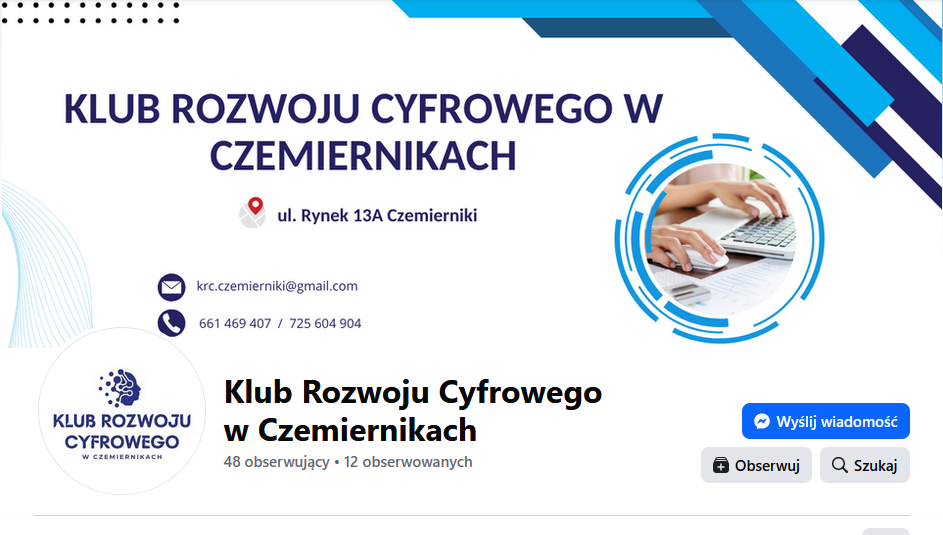 KLUB ROZWOJU CYFROWEGO W
CZEMIERNIKACH
ul. Rynek 13A Czemierniki
krc.czemierniki@gmail.com
661 469 407 / 725 604 904
KLUB ROZWOJU
CYFROWEGO
W CZEMIERNIKACH
Klub Rozwoju Cyfrowego
w Czemiernikach
48 obserwujący • 12 obserwowanych
Wyślij wiadomość
Obserwuj
Szukaj